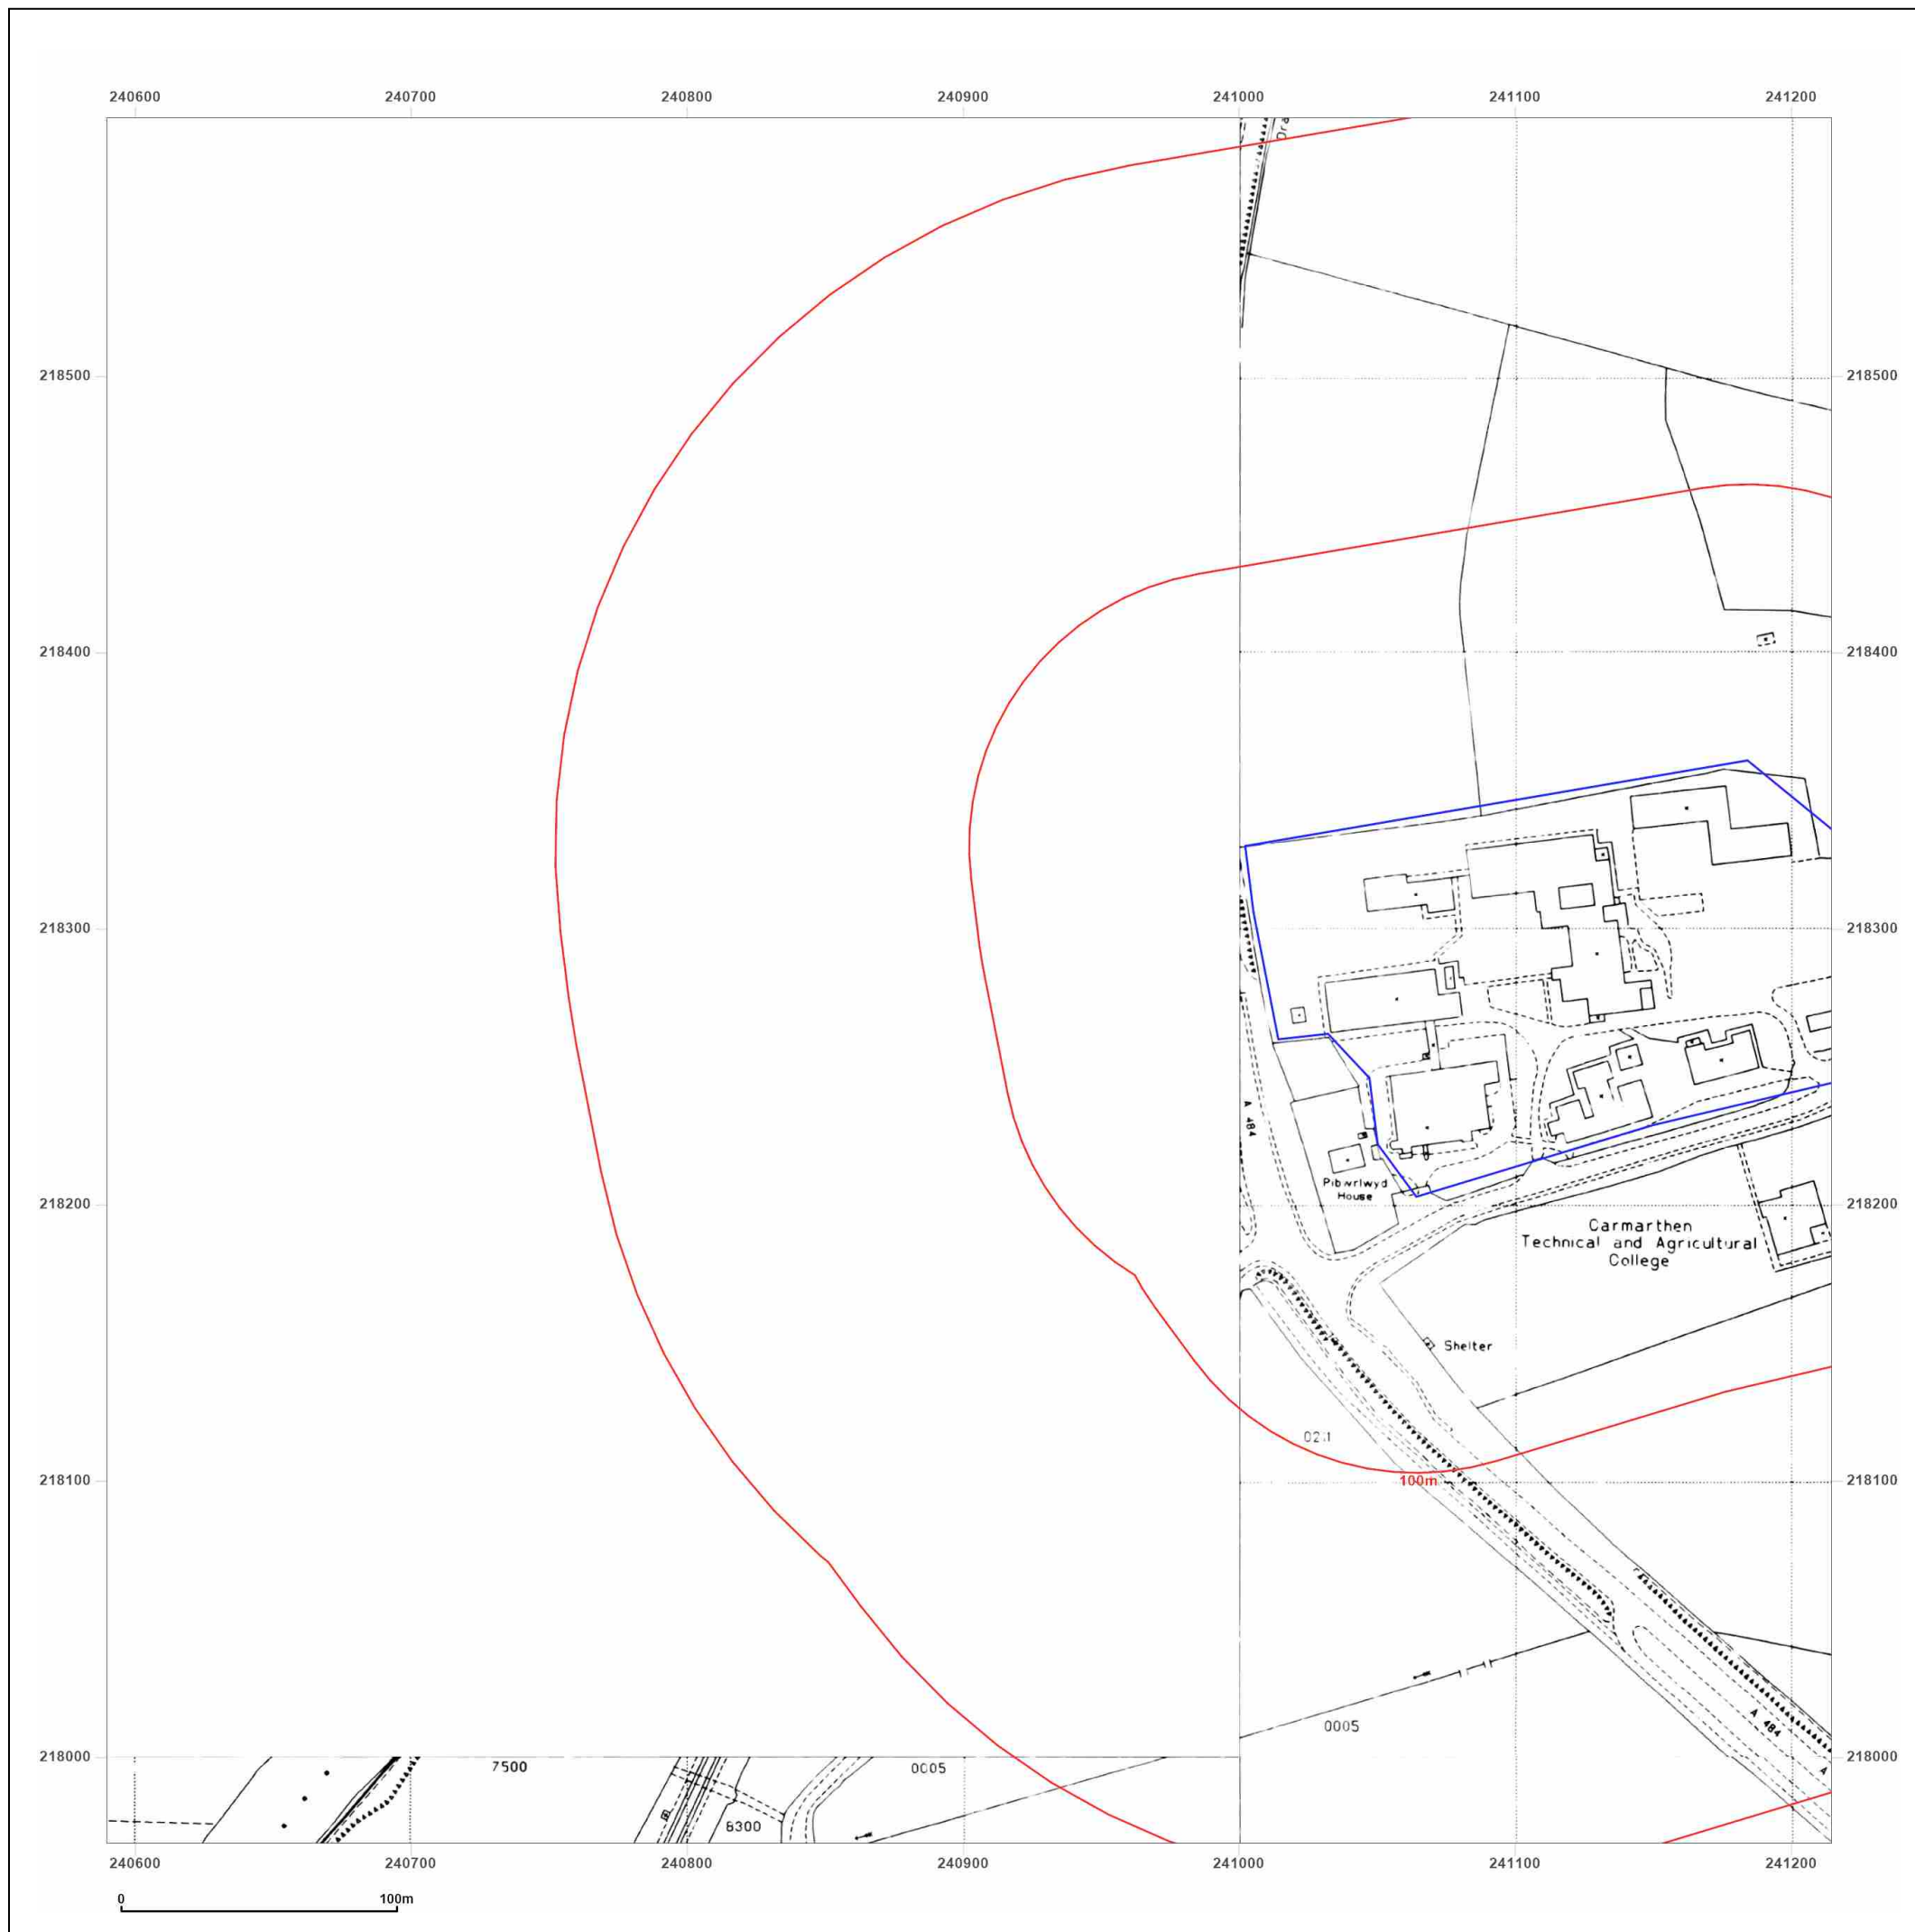 240600 240700 240800 240900 241000 241100 241200
Dra
218500 218500
218400 218400
218300 218300
A 484
Pibwrlwyd
House
218200 218200
Carmarthen
Technical and Agricultural
College
Shelter
100m
218100 218100
0005
A 484
A
218000 218000
7500
0005
6300
240600 240700 240800 240900 241000 241100 241200
0 100m